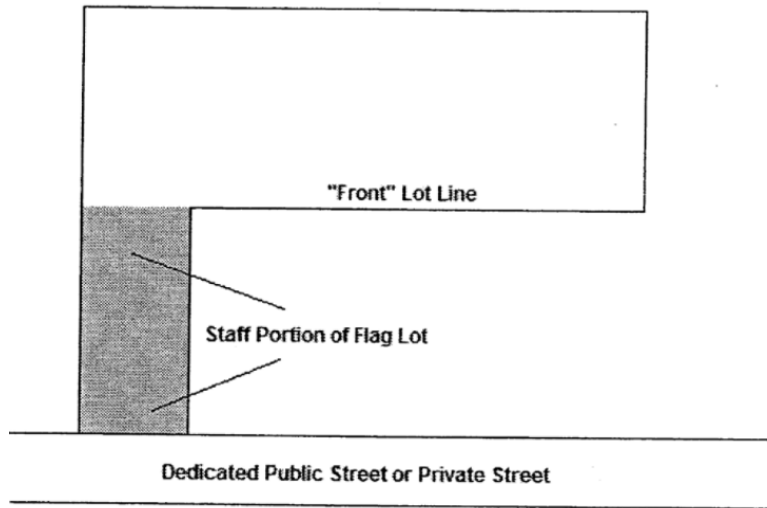 "Front" Lot Line
Staff Portion of Flag Lot
Dedicated Public Street or Private Street